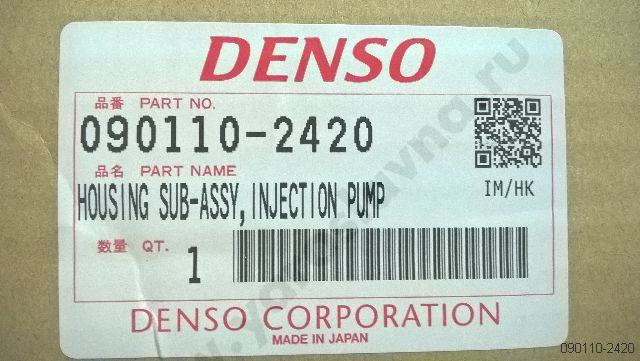 DENSO
品番 PART NO.
090110-2420
品名 PART NAME
HOUSING SUB-ASSY, INJECTION PUMP
IM/HK
数量 QT.
1
DENSO CORPORATION
MADE IN JAPAN
090110-2420